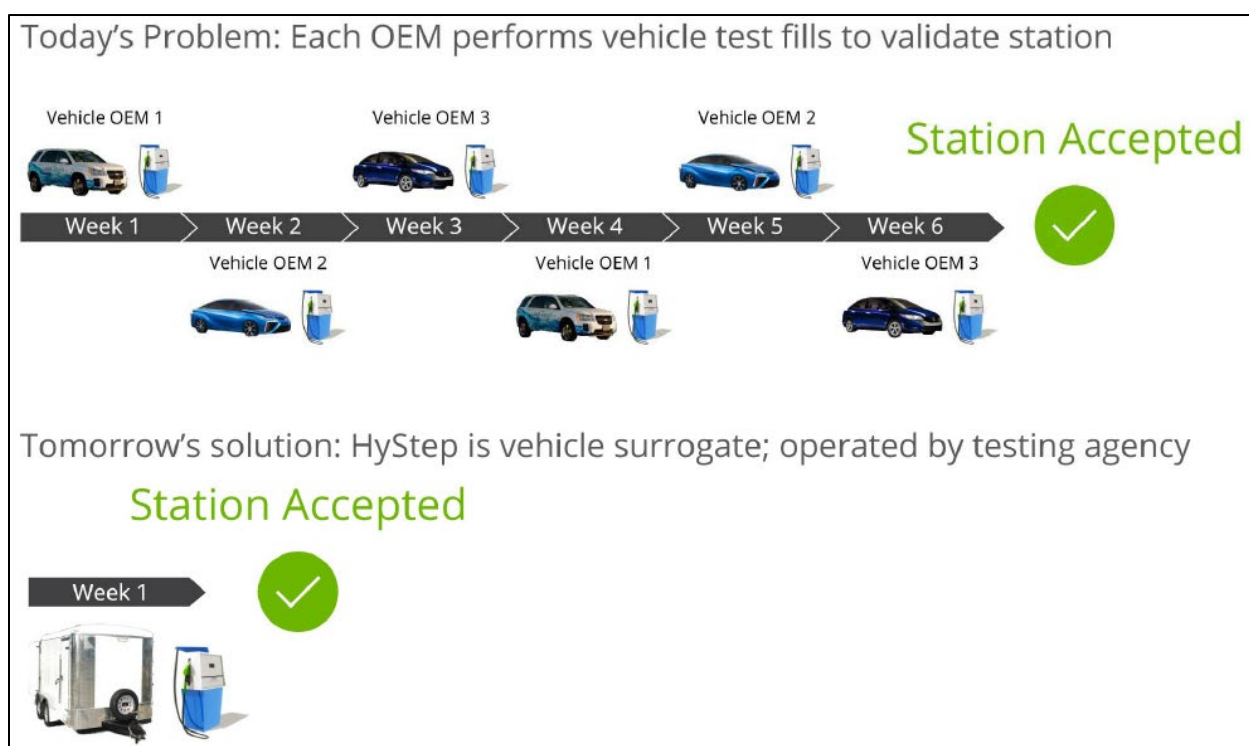 Today's Problem: Each OEM performs vehicle test fills to validate station
Vehicle OEM 1
Vehicle OEM 3
Vehicle OEM 2
Station Accepted
Week 1
Week 2
Week 3
Week 4
Week 5
Week 6
Vehicle OEM 2
Vehicle OEM 1
Vehicle OEM 3
Tomorrow's solution: HyStep is vehicle surrogate; operated by testing agency
Station Accepted
Week 1